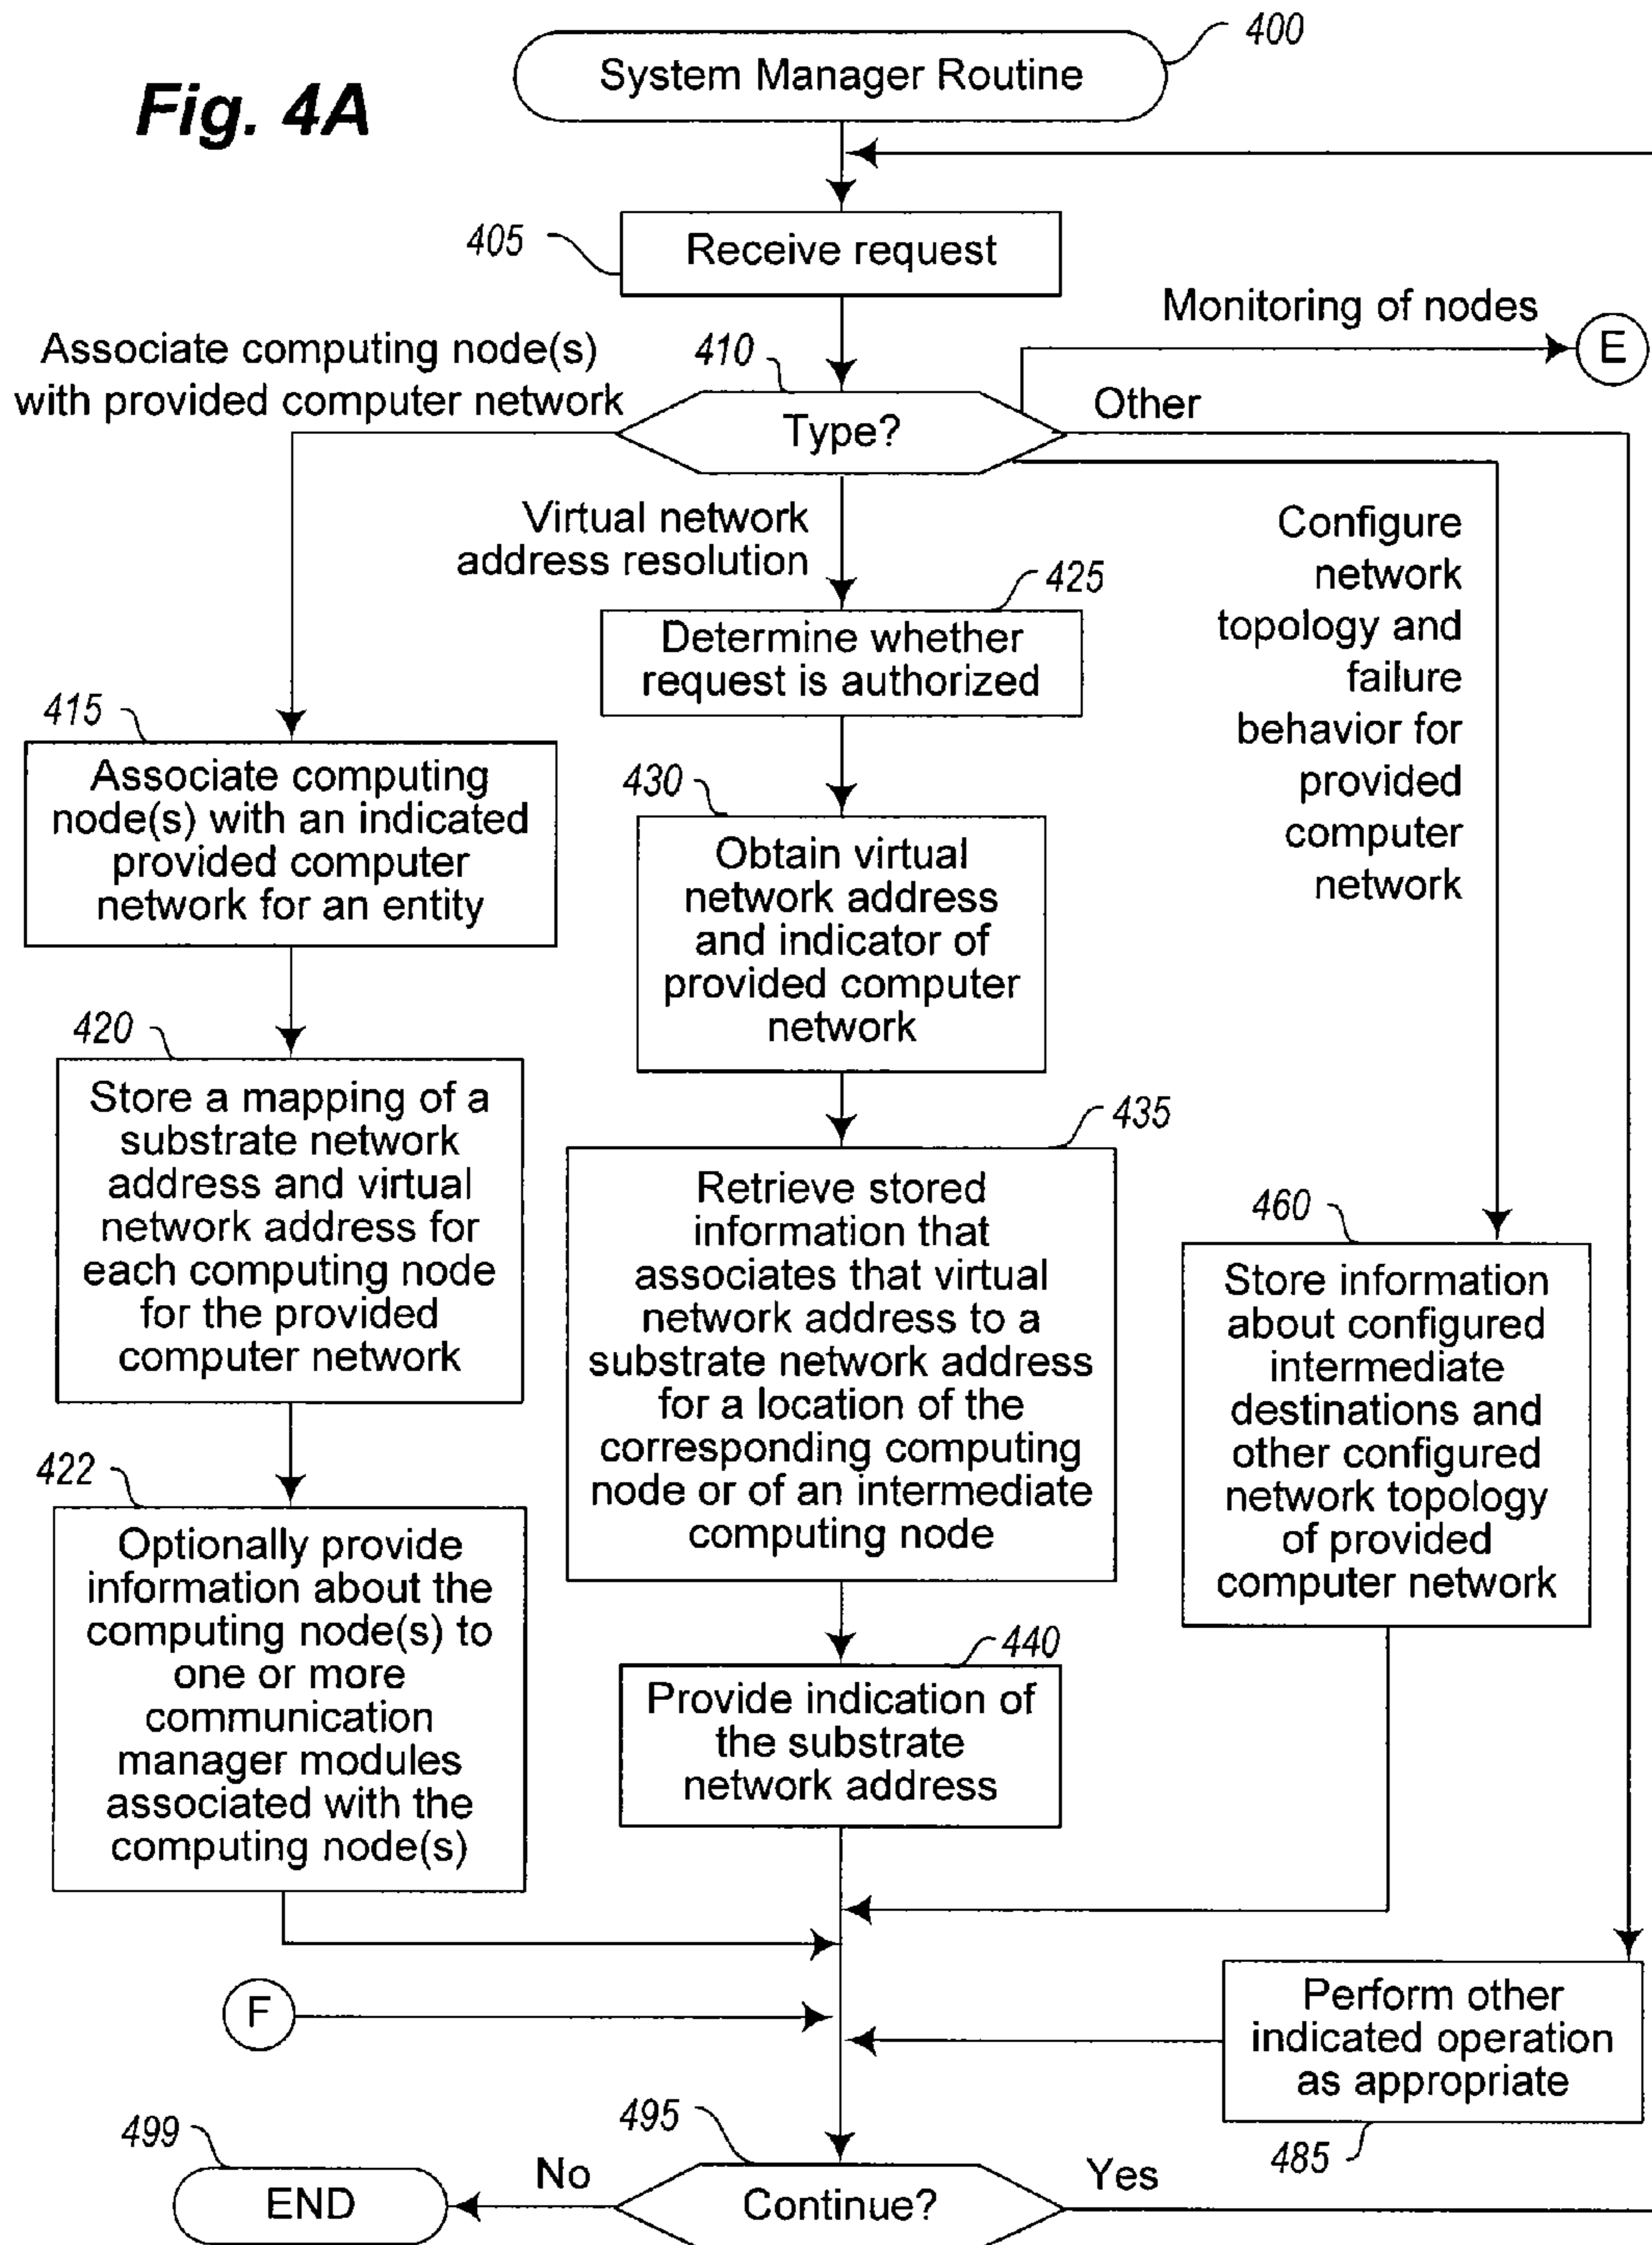 Fig. 4A
System Manager Routine
400
405
Receive request
Monitoring of nodes
E
Associate computing node(s)
with provided computer network
410
Type?
Other
Virtual network
address resolution
Configure
network
topology and
failure
behavior for
provided
computer
network
425
Determine whether
request is authorized
415
Associate computing
node(s) with an indicated
provided computer
network for an entity
430
Obtain virtual
network address
and indicator of
provided computer
network
420
Store a mapping of a
substrate network
address and virtual
network address for
each computing node
for the provided
computer network
435
Retrieve stored
information that
associates that virtual
network address to a
substrate network address
for a location of the
corresponding computing
node or of an intermediate
computing node
460
Store information
about configured
intermediate
destinations and
other configured
network topology
of provided
computer network
422
Optionally provide
information about the
computing node(s) to
one or more
communication
manager modules
associated with the
computing node(s)
440
Provide indication of
the substrate
network address
F
Perform other
indicated operation
as appropriate
485
495
Continue?
Yes
No
499
END